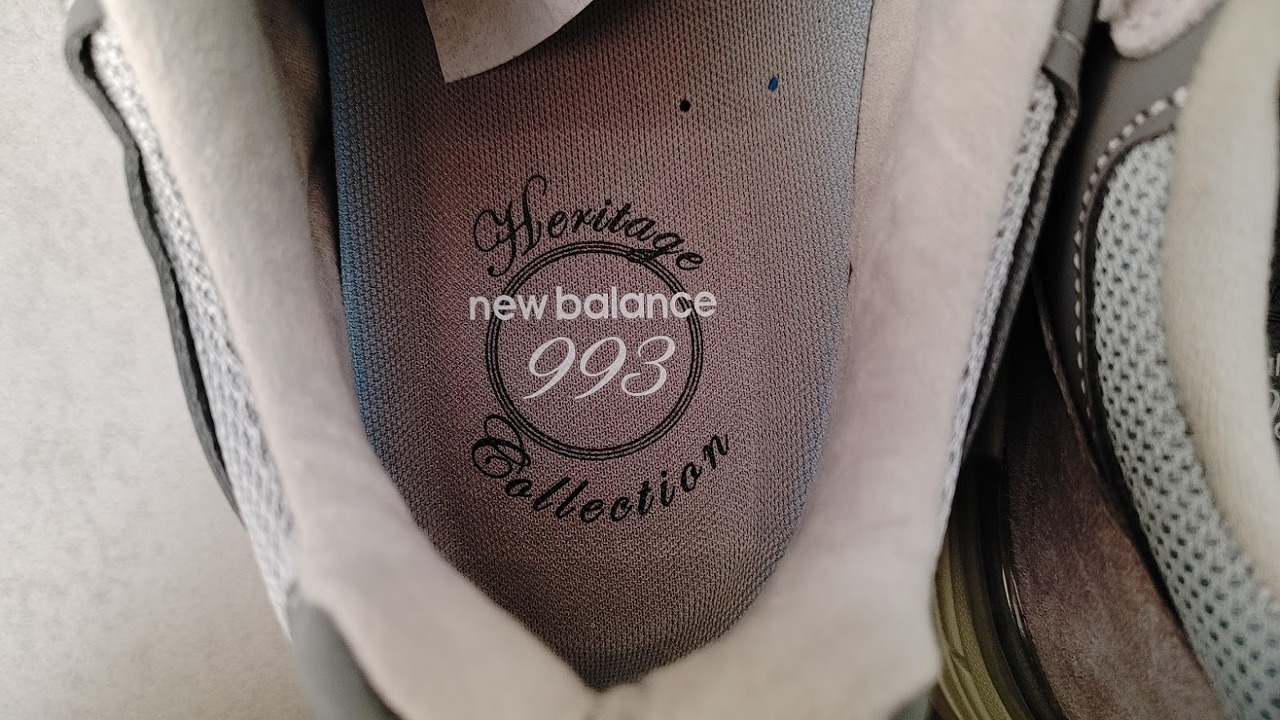 Heritage
new balance
993
Collection